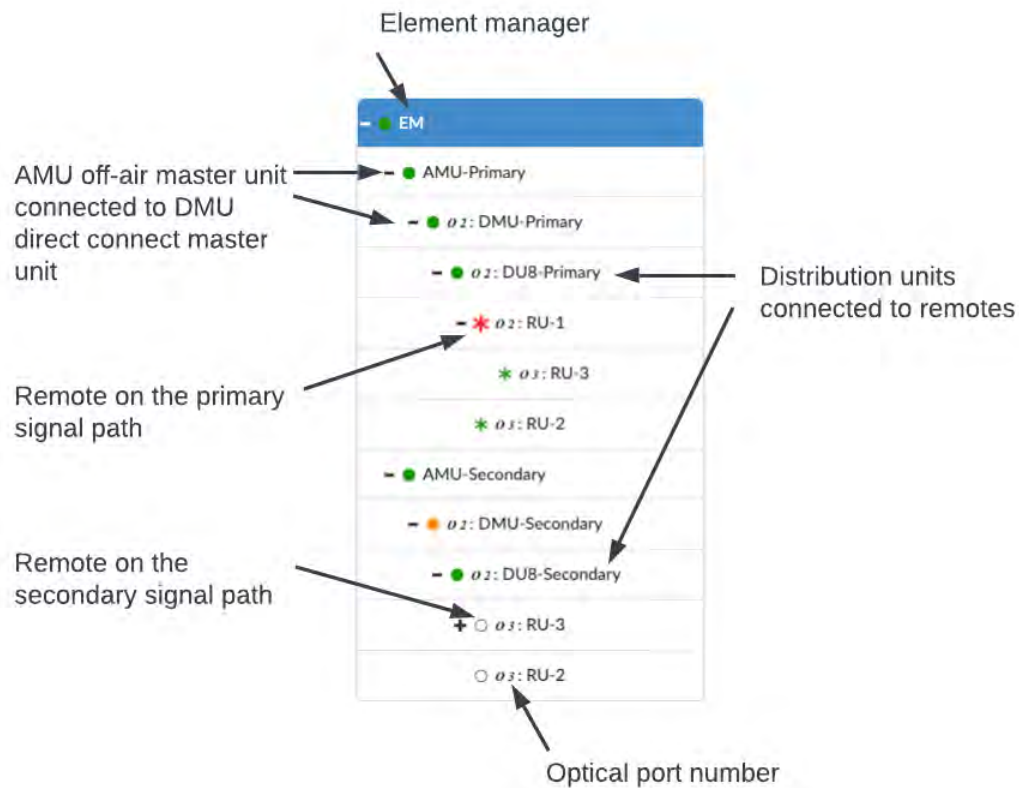 Element manager
EM
AMU off-air master unit
connected to DMU
direct connect master
unit
AMU-Primary
O2: DMU-Primary
O2: DU8-Primary
Distribution units
connected to remotes
O2: RU-1
O3: RU-3
Remote on the primary
signal path
O3: RU-2
AMU-Secondary
O2: DMU-Secondary
O2: DU8-Secondary
Remote on the
secondary signal path
O3: RU-3
O3: RU-2
Optical port number